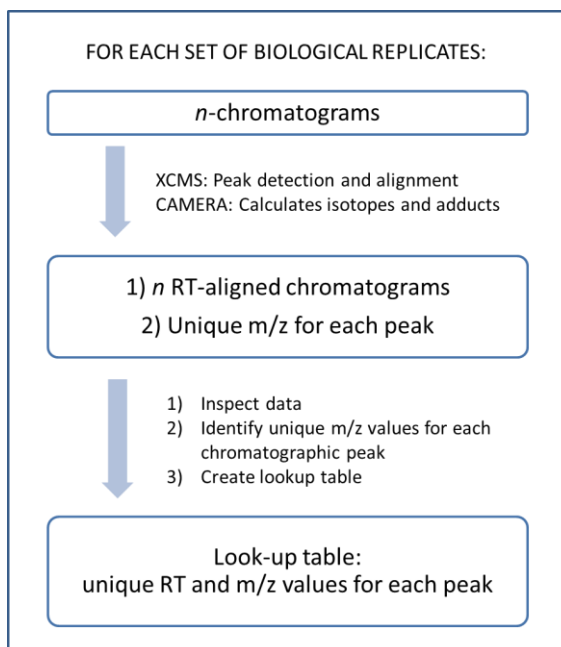 FOR EACH SET OF BIOLOGICAL REPLICATES:
n-chromatograms
XCMS: Peak detection and alignment
CAMERA: Calculates isotopes and adducts
1) n RT-aligned chromatograms
2) Unique m/z for each peak
1) Inspect data
2) Identify unique m/z values for each
chromatographic peak
3) Create lookup table
Look-up table:
unique RT and m/z values for each peak